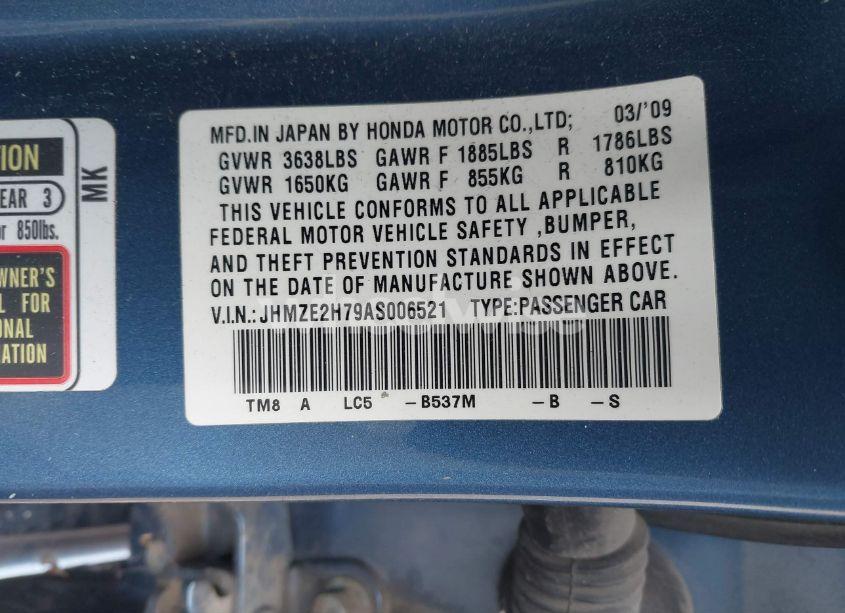 TION
EAR 3
or 850lbs.
WNER'S
L FOR
ONAL
ATION
MK
MFD.IN JAPAN BY HONDA MOTOR CO.,LTD; 03/'09
GVWR 3638LBS GAWR F 1885LBS R 1786LBS
GVWR 1650KG GAWR F 855KG R 810KG
THIS VEHICLE CONFORMS TO ALL APPLICABLE
FEDERAL MOTOR VEHICLE SAFETY ,BUMPER,
AND THEFT PREVENTION STANDARDS IN EFFECT
ON THE DATE OF MANUFACTURE SHOWN ABOVE.
V.I.N.: JHMZE2H79AS006521 TYPE:PASSENGER CAR
TM8 A LC5 -B537M -B -S